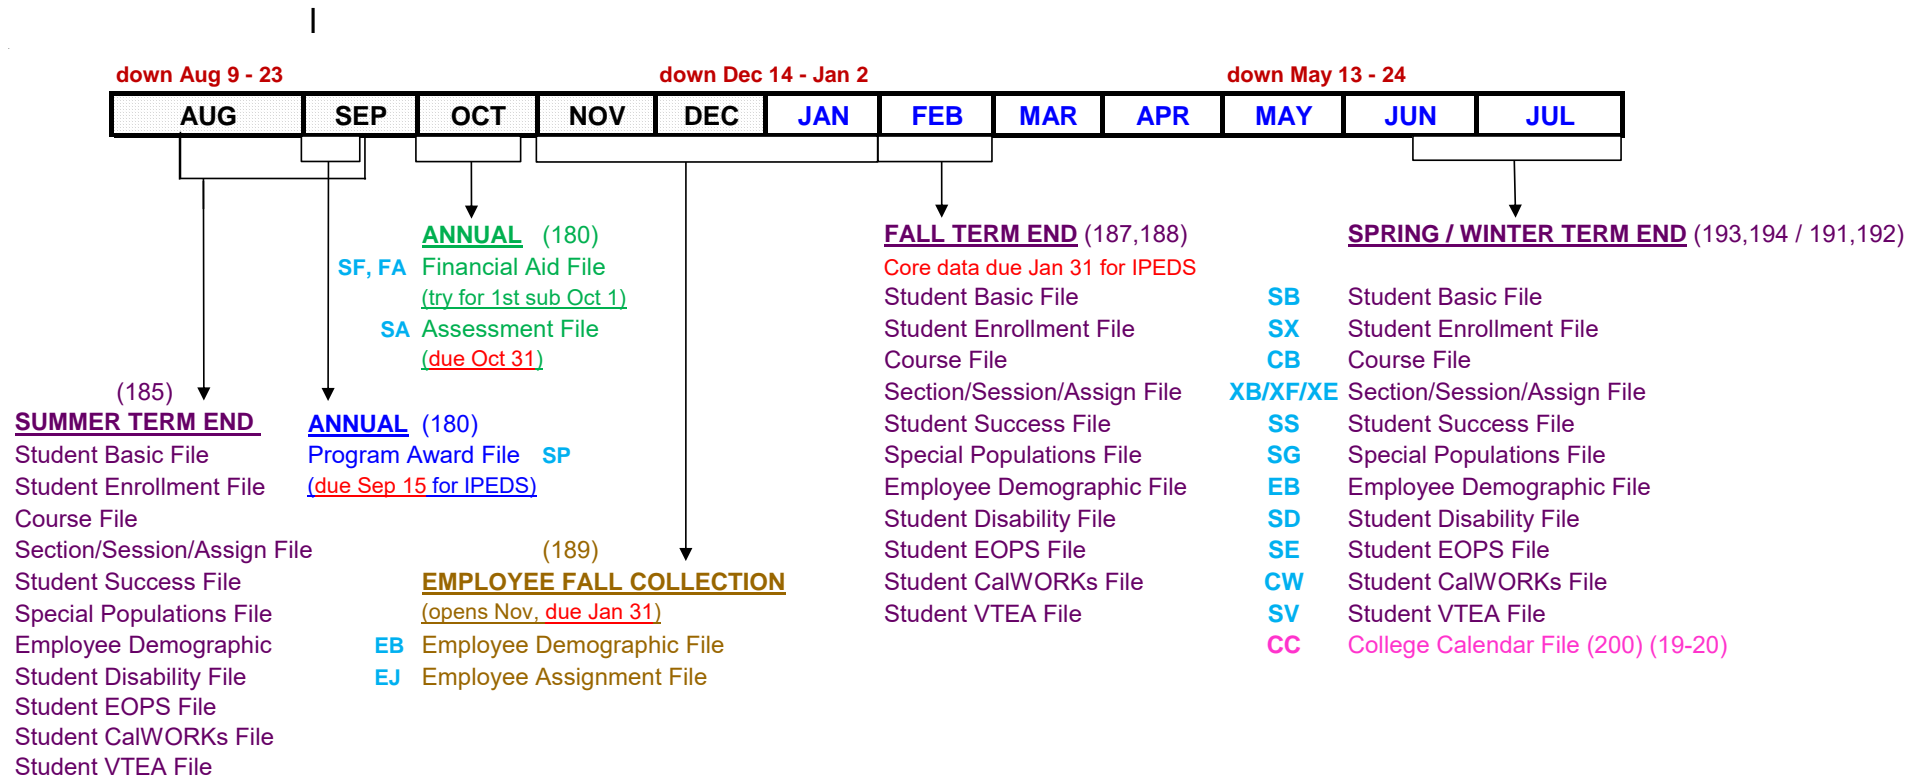 down Aug 9 - 23 down Dec 14 - Jan 2 down May 13 - 24
AUG SEP OCT NOV DEC JAN FEB MAR APR MAY JUN JUL
ANNUAL (180)
SF, FA Financial Aid File
(try for 1st sub Oct 1)
SA Assessment File
(due Oct 31)
(185)
SUMMER TERM END
Student Basic File
Student Enrollment File
Course File
Section/Session/Assign File
Student Success File
Special Populations File
Employee Demographic
Student Disability File
Student EOPS File
Student CalWORKs File
Student VTEA File
ANNUAL (180)
Program Award File SP
(due Sep 15 for IPEDS)
(189)
EMPLOYEE FALL COLLECTION
(opens Nov, due Jan 31)
EB Employee Demographic File
EJ Employee Assignment File
FALL TERM END (187,188) SPRING / WINTER TERM END (193,194 / 191,192)
Core data due Jan 31 for IPEDS
Student Basic File SB Student Basic File
Student Enrollment File SX Student Enrollment File
Course File CB Course File
Section/Session/Assign File XB/XF/XE Section/Session/Assign File
Student Success File SS Student Success File
Special Populations File SG Special Populations File
Employee Demographic File EB Employee Demographic File
Student Disability File SD Student Disability File
Student EOPS File SE Student EOPS File
Student CalWORKs File CW Student CalWORKs File
Student VTEA File SV Student VTEA File
CC College Calendar File (200) (19-20)